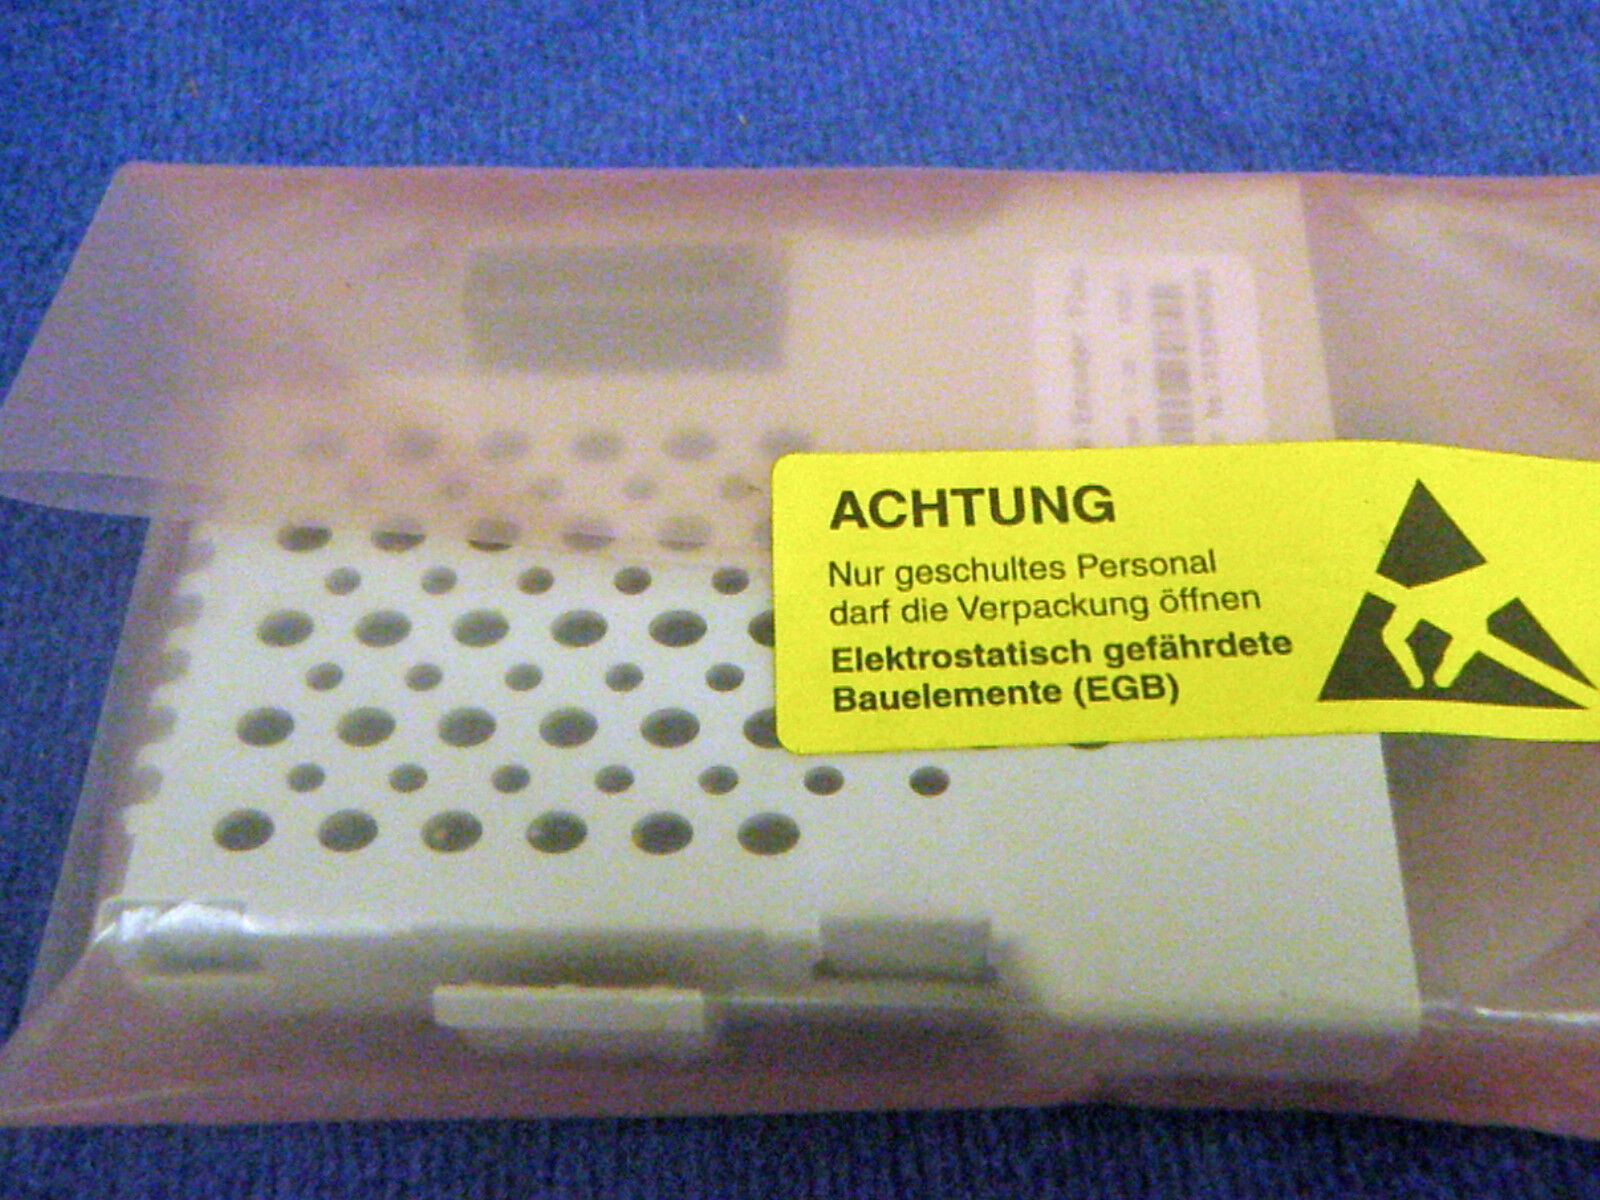 ACHTUNG
Nur geschultes Personal
darf die Verpackung öffnen
Elektrostatisch gefährdete
Bauelemente (EGB)